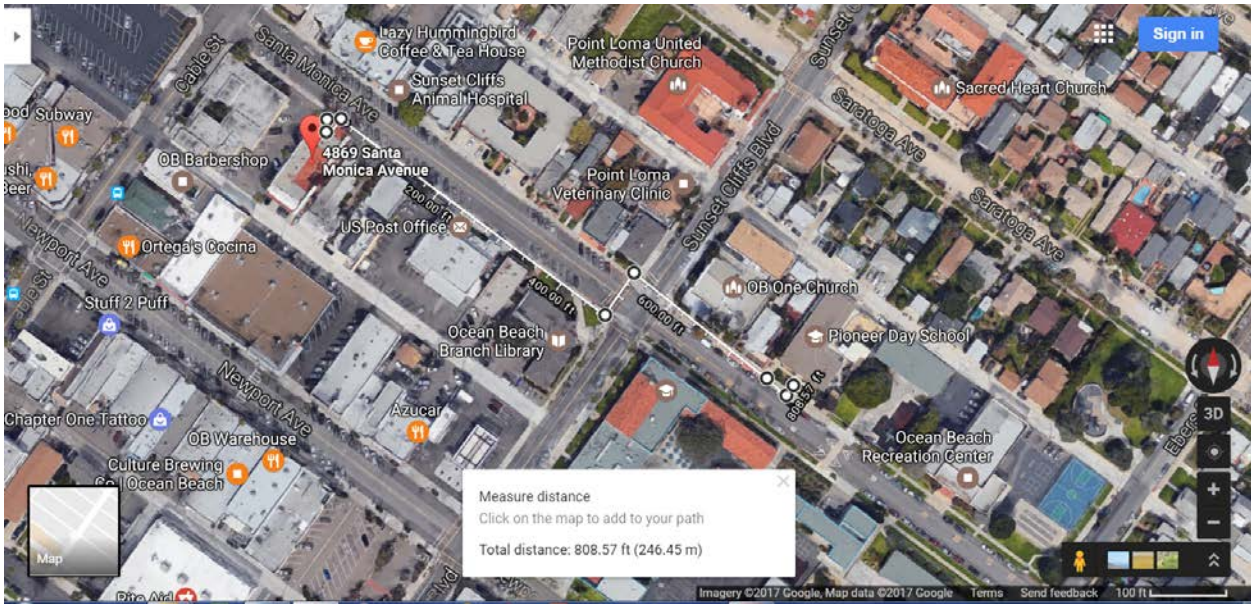 Lazy Hummingbird
Coffee & Tea House
Santa Monica Ave
Cable St
Sunset Cliffs
Animal Hospital
Point Loma United
Methodist Church
Sunset
Sign in
Sacred Heart Church
Saratoga Ave
ood Subway
4869 Santa
Monica Avenue
OB Barbershop
Beer
Point Loma
Veterinary Clinic
Sunset Cliffs Blvd
Saratoga Ave
200.00 ft
US Post Office
Newport Ave
Ortega's Cocina
Stuff 2 Puff
400.00 ft
600.00 ft
OB One Church
Ocean Beach
Branch Library
Pioneer Day School
808.57 ft
Newport Ave
3D
Chapter One Tattoo
Azucar
OB Warehouse
Culture Brewing
Co. | Ocean Beach
Ocean Beach
Recreation Center
Ebers
Measure distance
Click on the map to add to your path
Total distance: 808.57 ft (246.45 m)
Map
Blvd
Rite Aid
Imagery ©2017 Google, Map data ©2017 Google Terms Send feedback 100 ft